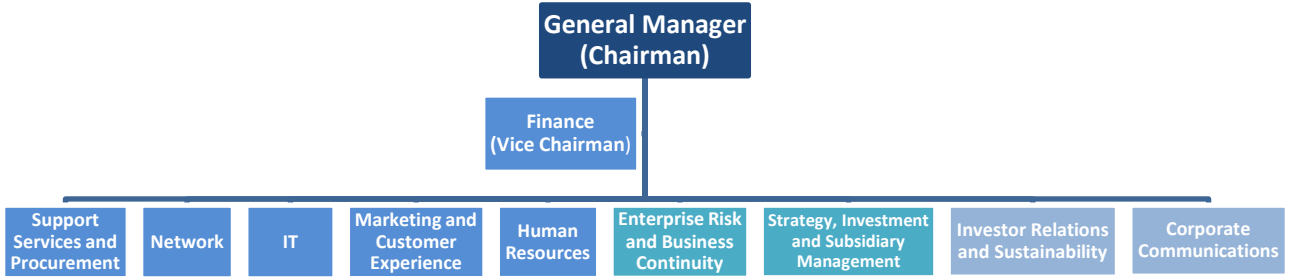 General Manager
(Chairman)
Finance
(Vice Chairman)
Support
Services and
Procurement
Network
IT
Marketing and
Customer
Experience
Human
Resources
Enterprise Risk
and Business
Continuity
Strategy, Investment
and Subsidiary
Management
Investor Relations
and Sustainability
Corporate
Communications